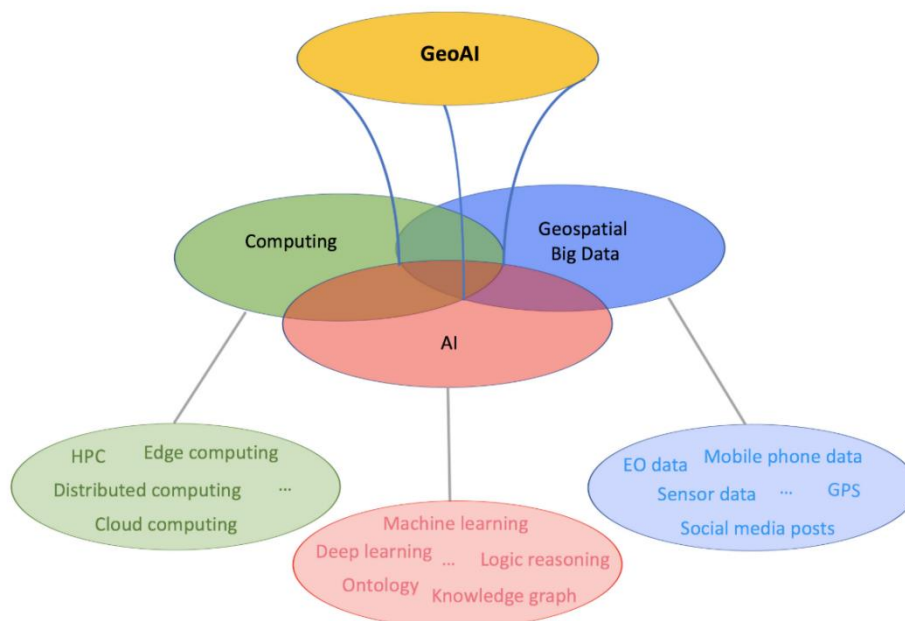 GeoAI
Computing
Geospatial
Big Data
AI
HPC
Edge computing
Distributed computing
...
Cloud computing
Machine learning
Deep learning
...
Logic reasoning
Ontology
Knowledge graph
EO data
Mobile phone data
Sensor data
...
GPS
Social media posts